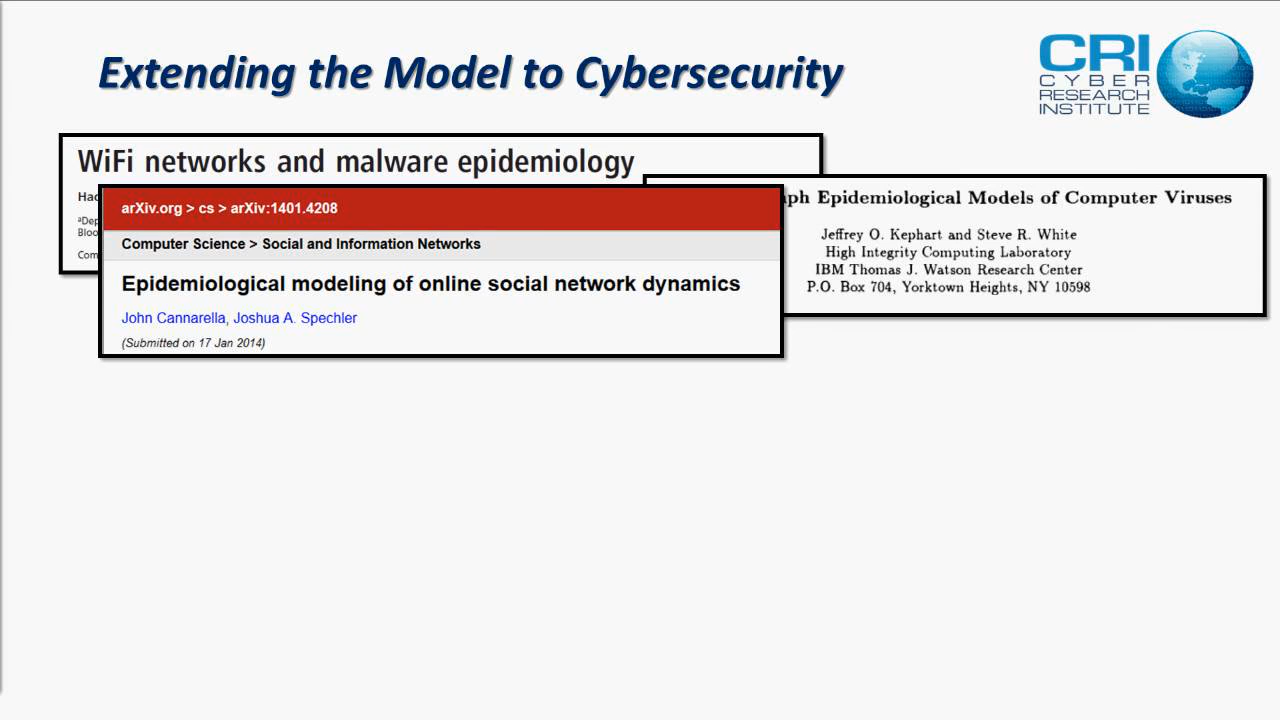 Extending the Model to Cybersecurity
CRI
CYBER
RESEARCH
INSTITUTE
WiFi networks and malware epidemiology
aDep
Bloo
Com
arXiv.org > cs > arXiv:1401.4208
Computer Science > Social and Information Networks
Epidemiological modeling of online social network dynamics
John Cannarella, Joshua A. Spechler
(Submitted on 17 Jan 2014)
Epidemiological Models of Computer Viruses
Jeffrey O. Kephart and Steve R. White
High Integrity Computing Laboratory
IBM Thomas J. Watson Research Center
P.O. Box 704, Yorktown Heights, NY 10598